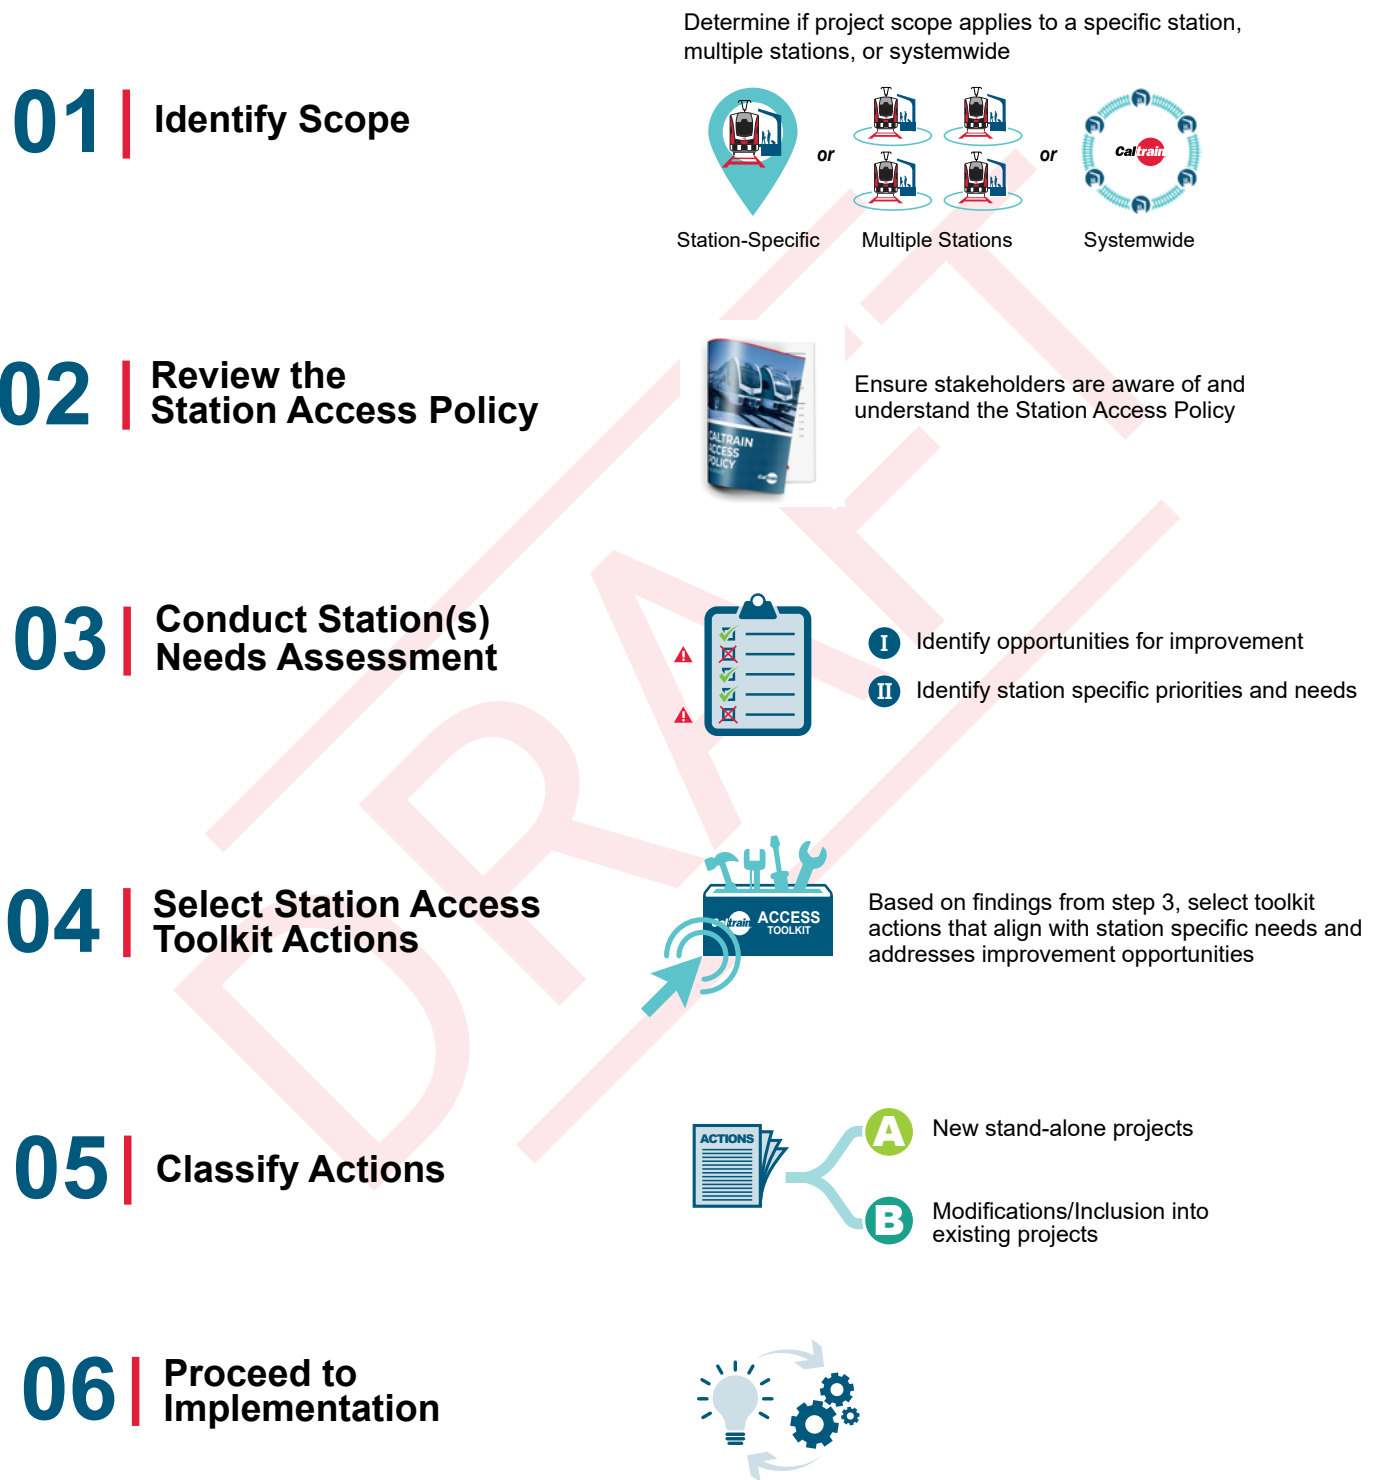 Determine if project scope applies to a specific station,
multiple stations, or systemwide
01
Identify Scope
or
or
Caltrain
Station-Specific
Multiple Stations
Systemwide
02
Review the
Station Access Policy
CALTRAIN
ACCESS
POLICY
Caltrain
Ensure stakeholders are aware of and
understand the Station Access Policy
03
Conduct Station(s)
Needs Assessment
I
Identify opportunities for improvement
II
Identify station specific priorities and needs
04
Select Station Access
Toolkit Actions
Caltrain
ACCESS
TOOLKIT
Based on findings from step 3, select toolkit
actions that align with station specific needs and
addresses improvement opportunities
05
Classify Actions
ACTIONS
A
New stand-alone projects
B
Modifications/Inclusion into
existing projects
06
Proceed to
Implementation
DRAFT